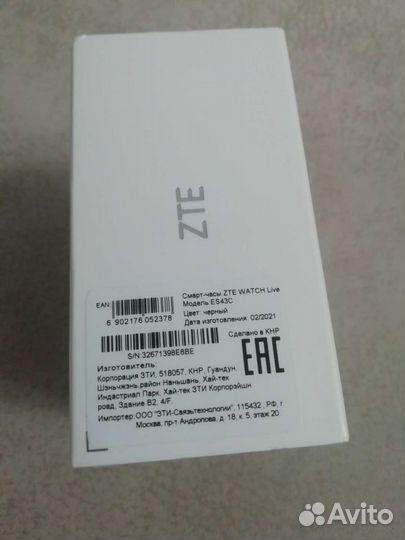 ZTE
Смарт-часы ZTE WATCH Live
Модель ES43C
EAN:
Цвет: черный
Дата изготовления: 02/2021
6 902176 052378
Сделано в КНР
S/N:32671398E8BE
EAC
Изготовитель:
Корпорация ЗТИ, 518057, КНР, Гуандун
Шэньчжэнь,район Наньшань, Хай-тек
Индастриал Парк, Хай-тек ЗТИ Корпорэйшн
роад, Здание В2, 4/F.
Импортер:ООО "ЗТИ-Связьтехнологии", 115432 , РФ, г.
Москва, пр-т Андропова, д. 18, к. 5, этаж 20
Avito